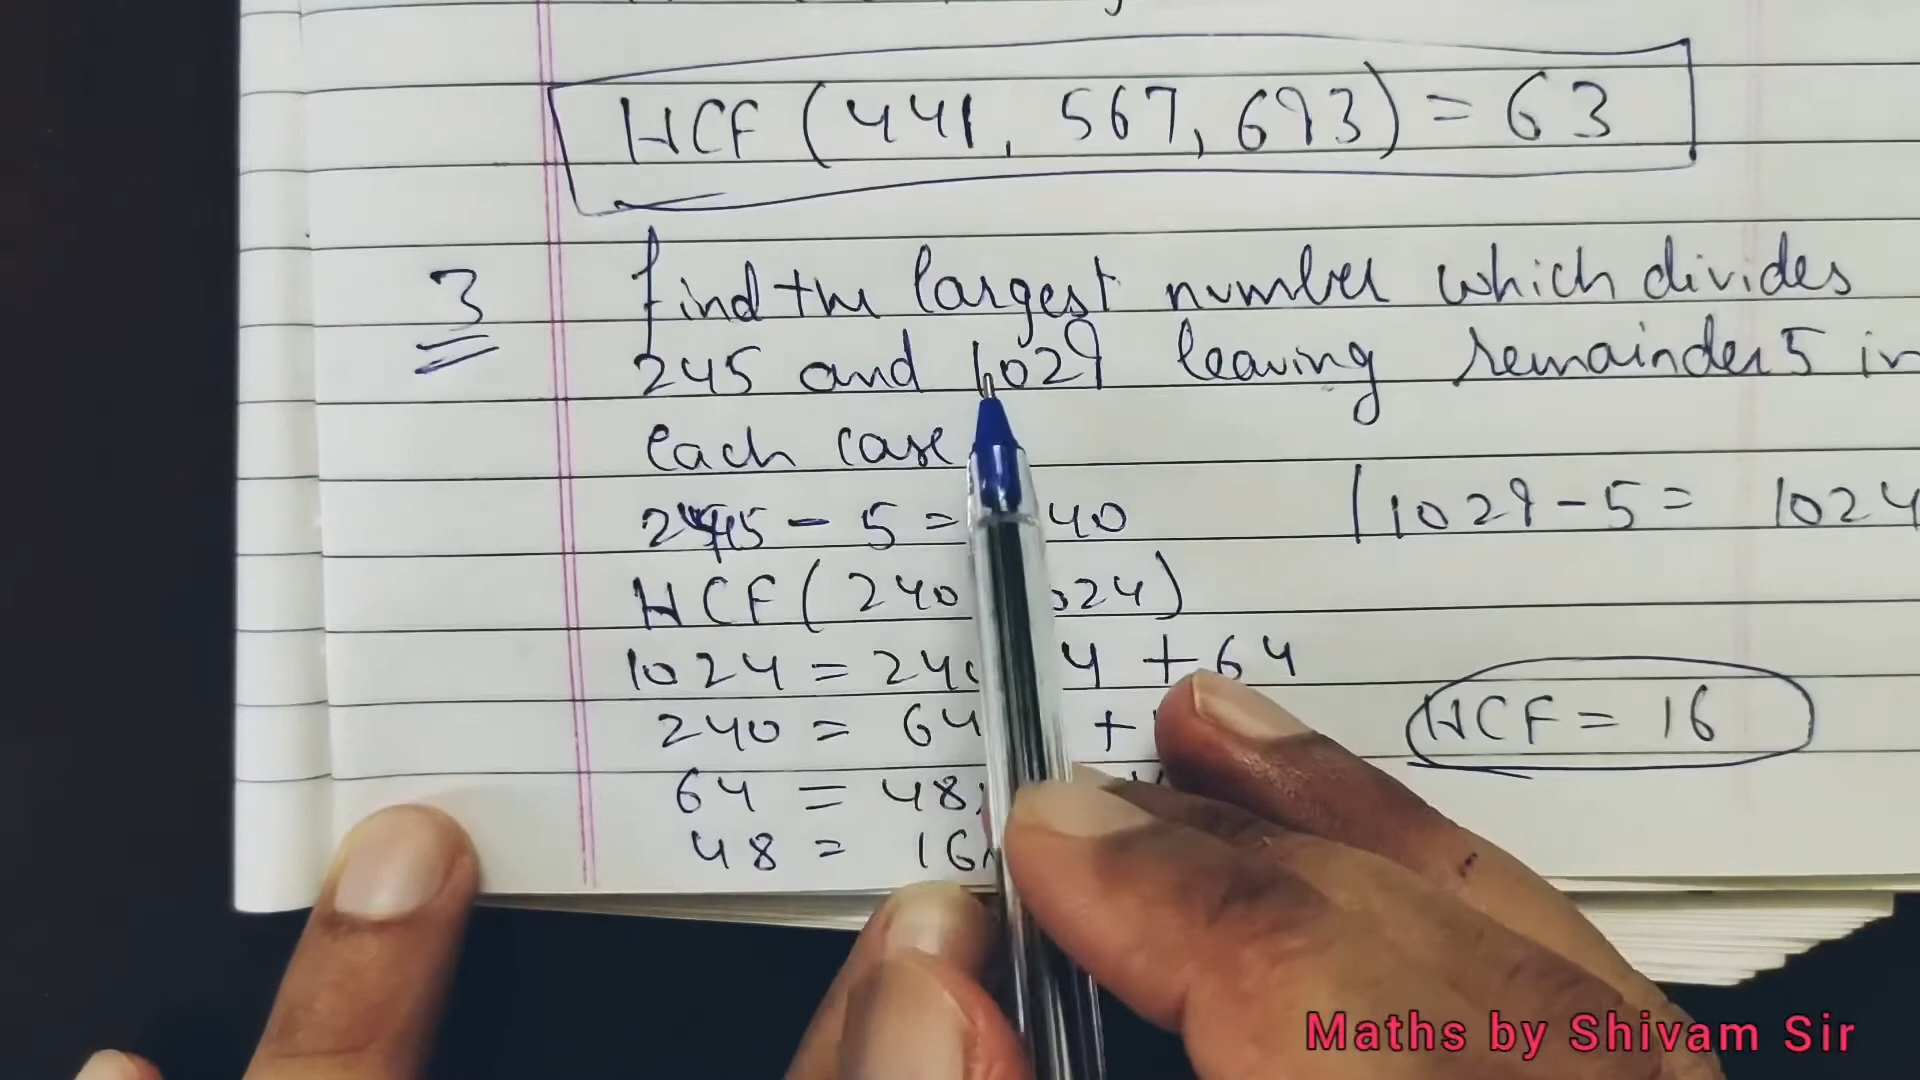 HCF (441, 567, 693) = 63
3 find the largest number which divides
245 and 1029 leaving remainder 5 in
each case
245 - 5 = 40 | 1029 - 5 = 1024
HCF ( 240 024)
1024 = 240 4 + 64
240 = 64 + HCF = 16
64 = 48
48 = 16
Maths by Shivam Sir